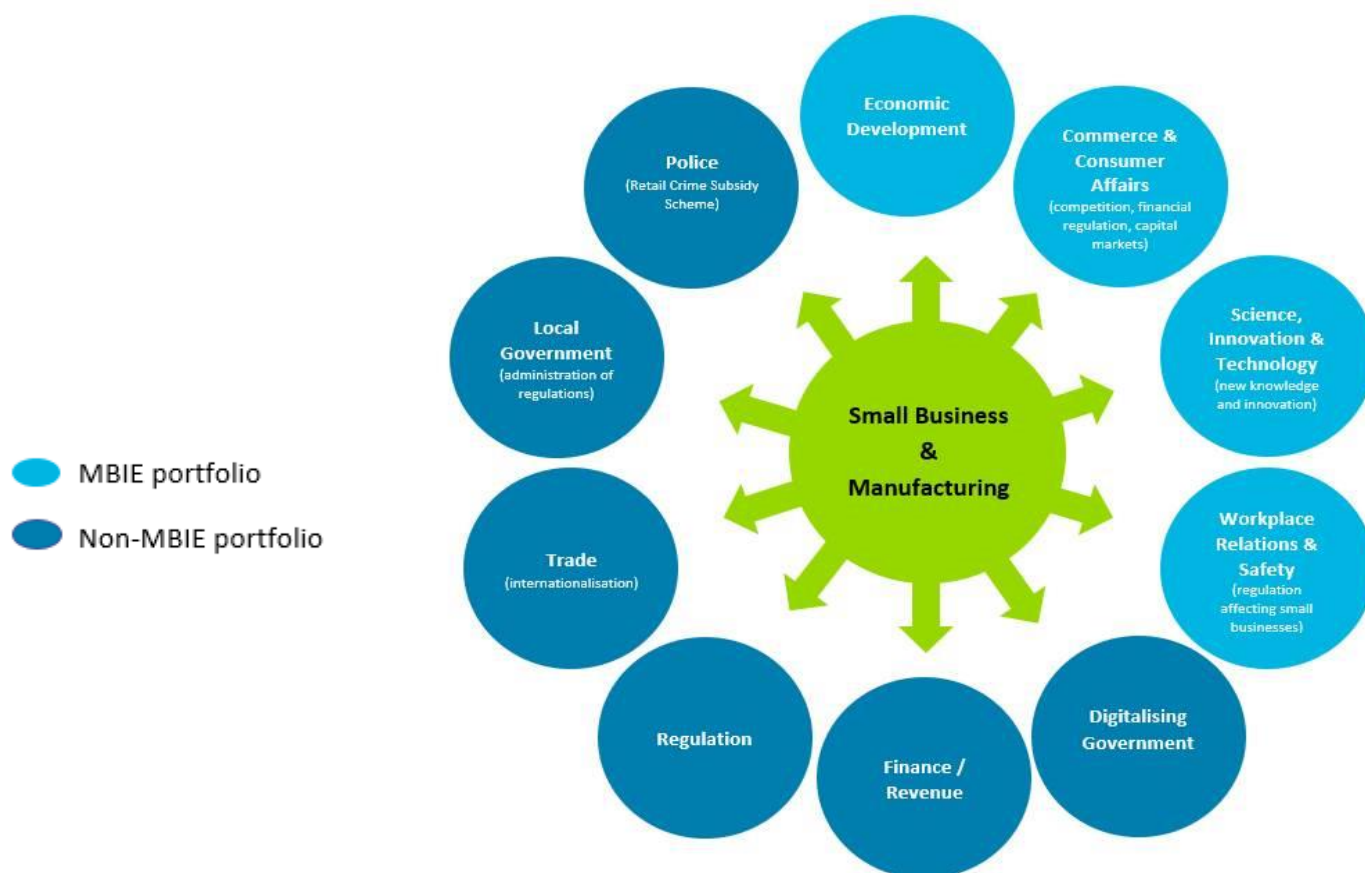 Economic
Development
Commerce &
Consumer
Affairs
(competition, financial
regulation, capital
markets)
Science,
Innovation &
Technology
(new knowledge
and innovation)
Workplace
Relations &
Safety
(regulation
affecting small
businesses)
Digitalising
Government
Finance /
Revenue
Regulation
Trade
(internationalisation)
Local
Government
(administration of
regulations)
Police
(Retail Crime Subsidy
Scheme)
Small Business
&
Manufacturing
MBIE portfolio
Non-MBIE portfolio